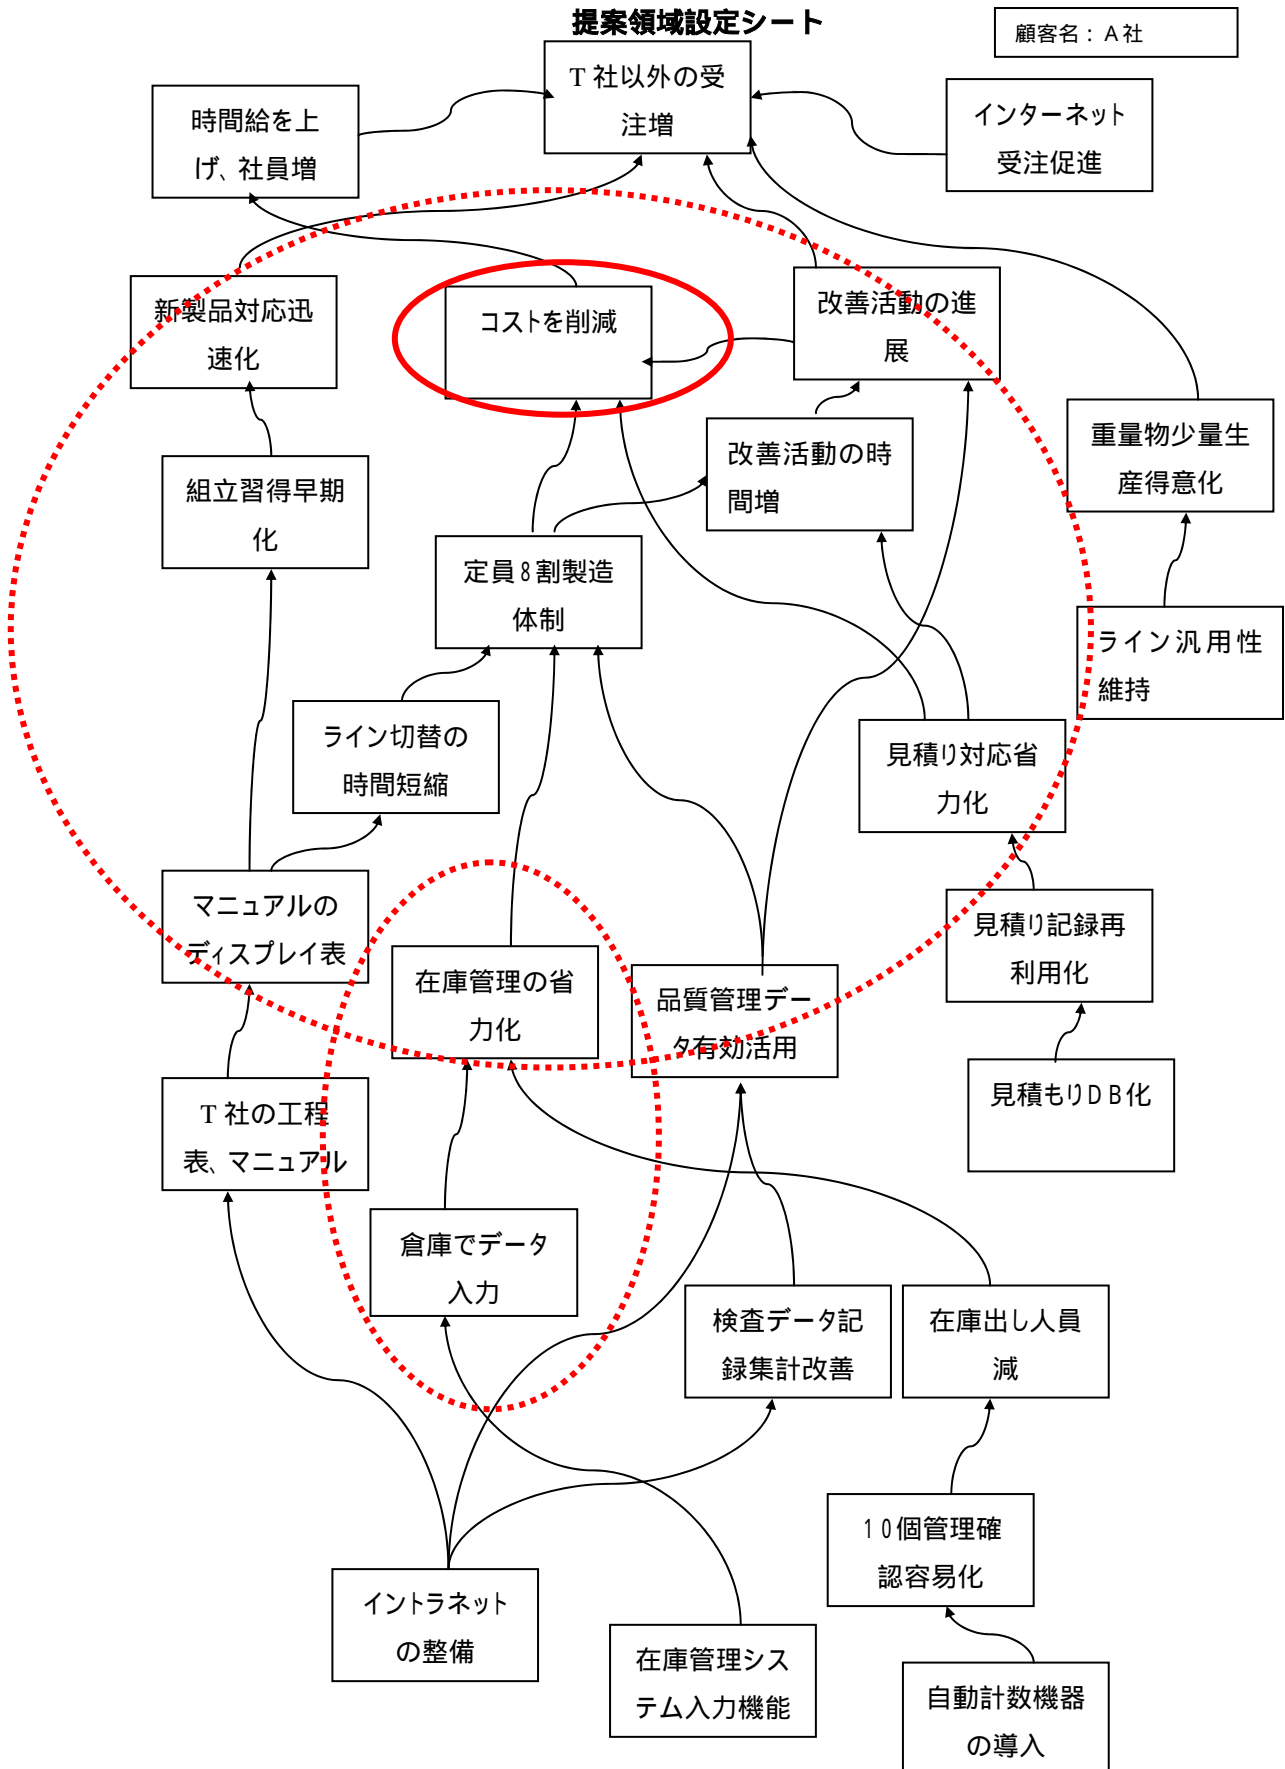 提案領域設定シート
顧客名：A社
T 社以外の受
注増
時間給を上
げ、社員増
インターネット
受注促進
新製品対応迅
速化
コストを削減
改善活動の進
展
重量物少量生
産得意化
改善活動の時
間増
組立習得早期
化
定員8割製造
体制
ライン汎用性
維持
ライン切替の
時間短縮
見積り対応省
力化
マニュアルの
ディスプレイ表
在庫管理の省
力化
品質管理デー
タ有効活用
見積り記録再
利用化
T 社の工程
表、マニュアル
見積もりDB化
倉庫でデータ
入力
検査データ記
録集計改善
在庫出し人員
減
10個管理確
認容易化
イントラネット
の整備
在庫管理シス
テム入力機能
自動計数機器
の導入